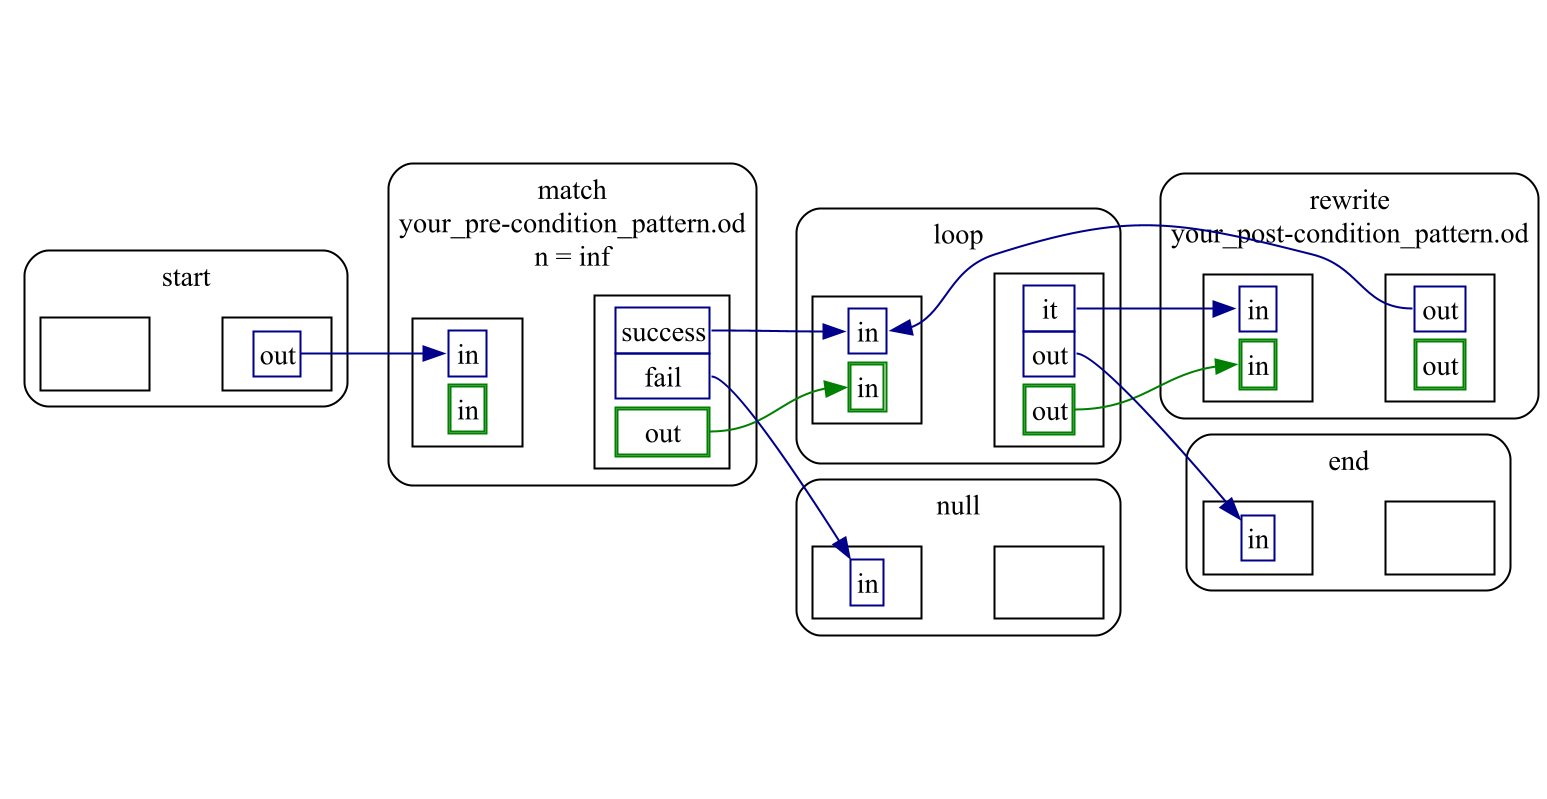 start
out
match
your_pre-condition_pattern.od
n = inf
in
in
success
fail
out
loop
in
in
it
out
out
rewrite
your_post-condition_pattern.od
in
in
out
out
null
in
end
in